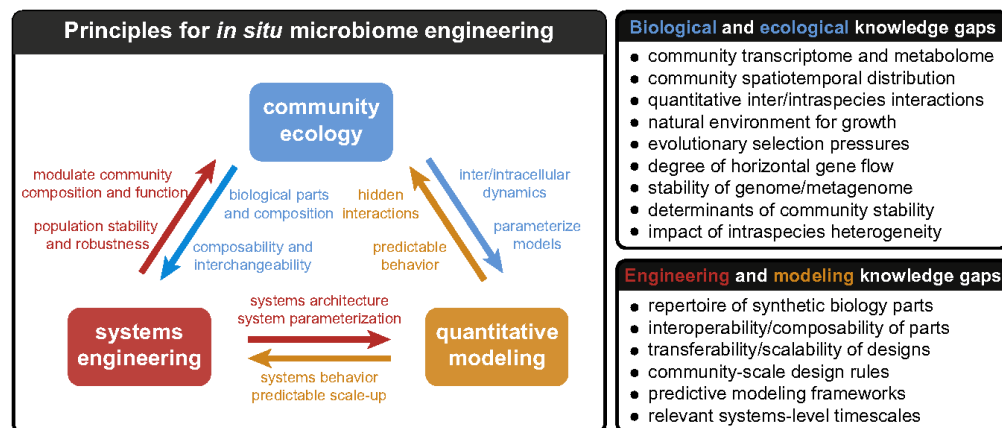 Principles for in situ microbiome engineering
community
ecology
modulate community
composition and function
population stability
and robustness
biological parts
and composition
composability and
interchangeability
hidden
interactions
predictable
behavior
inter/intracellular
dynamics
parameterize
models
systems
engineering
systems architecture
system parameterization
systems behavior
predictable scale-up
quantitative
modeling
Biological and ecological knowledge gaps
• community transcriptome and metabolome
• community spatiotemporal distribution
• quantitative inter/intraspecies interactions
• natural environment for growth
• evolutionary selection pressures
• degree of horizontal gene flow
• stability of genome/metagenome
• determinants of community stability
• impact of intraspecies heterogeneity
Engineering and modeling knowledge gaps
• repertoire of synthetic biology parts
• interoperability/composability of parts
• transferability/scalability of designs
• community-scale design rules
• predictive modeling frameworks
• relevant systems-level timescales